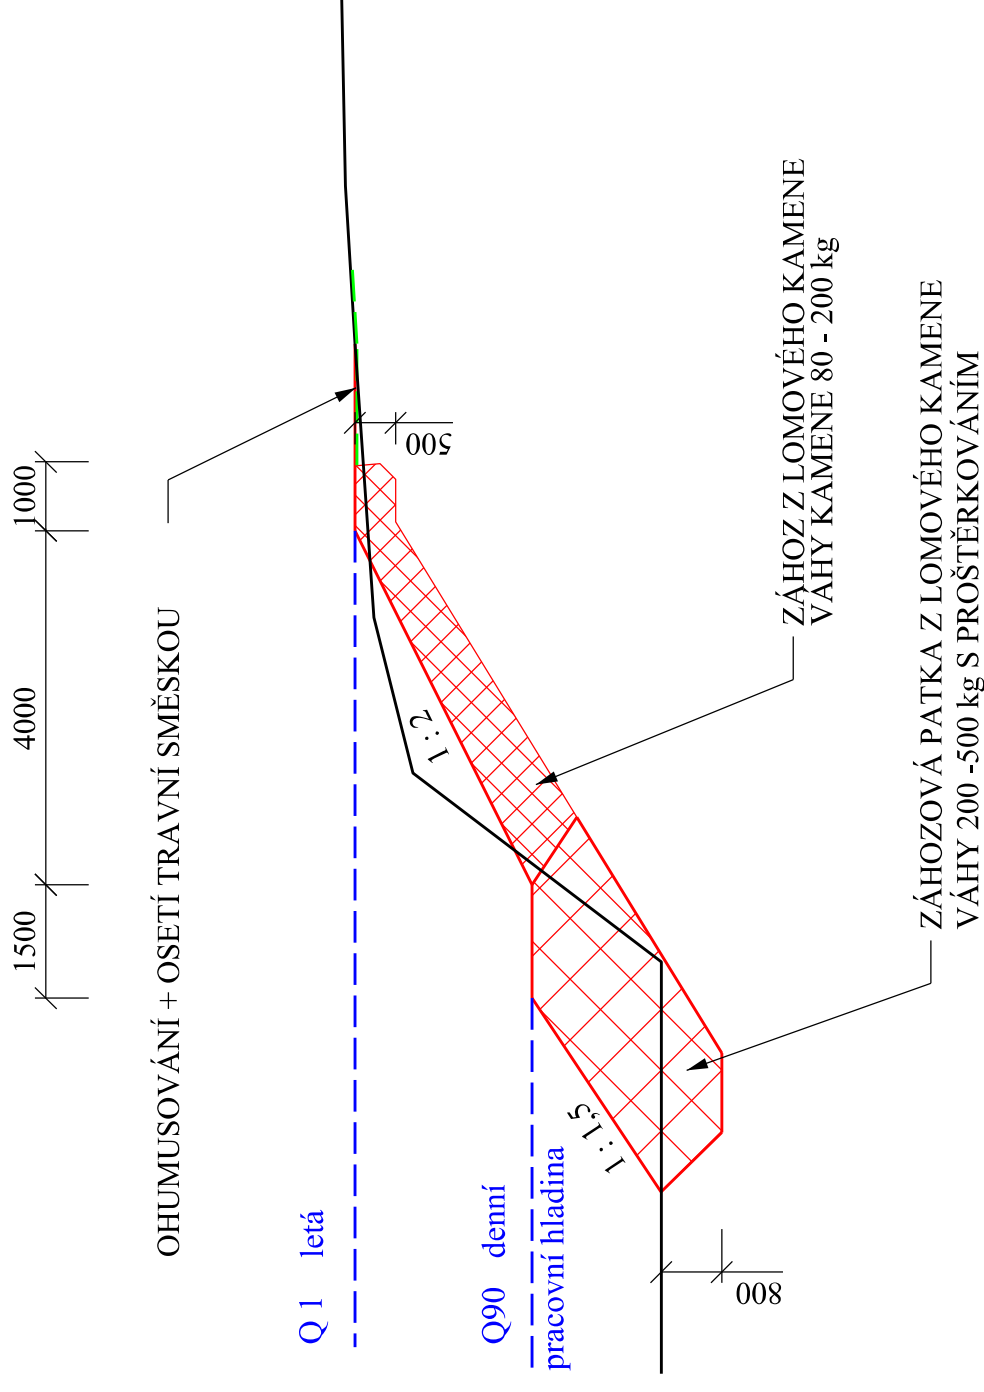 1500
4000
1000
OHUMUSOVÁNÍ + OSETÍ TRAVNÍ SMĚSKOU
Q 1 letá
500
1 : 2
Q90 denní
pracovní hladina
1 : 1,5
800
ZÁHOZ Z LOMOVÉHO KAMENE
VÁHY KAMENE 80 - 200 kg
ZÁHOZOVÁ PATKA Z LOMOVÉHO KAMENE
VÁHY 200 -500 kg S PROŠTĚRKOVÁNÍM